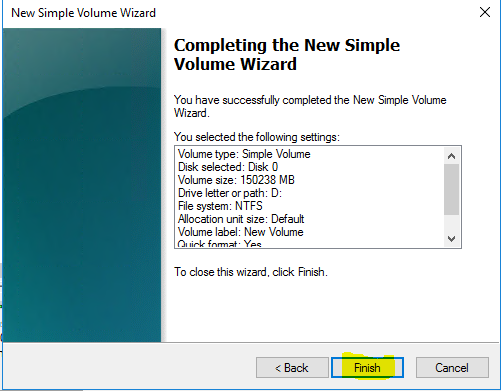 New Simple Volume Wizard
Completing the New Simple
Volume Wizard
You have successfully completed the New Simple Volume
Wizard.
You selected the following settings:
Volume type: Simple Volume
Disk selected: Disk 0
Volume size: 150238 MB
Drive letter or path: D:
File system: NTFS
Allocation unit size: Default
Volume label: New Volume
Quick format: Yes
To close this wizard, click Finish.
< Back
Finish
Cancel